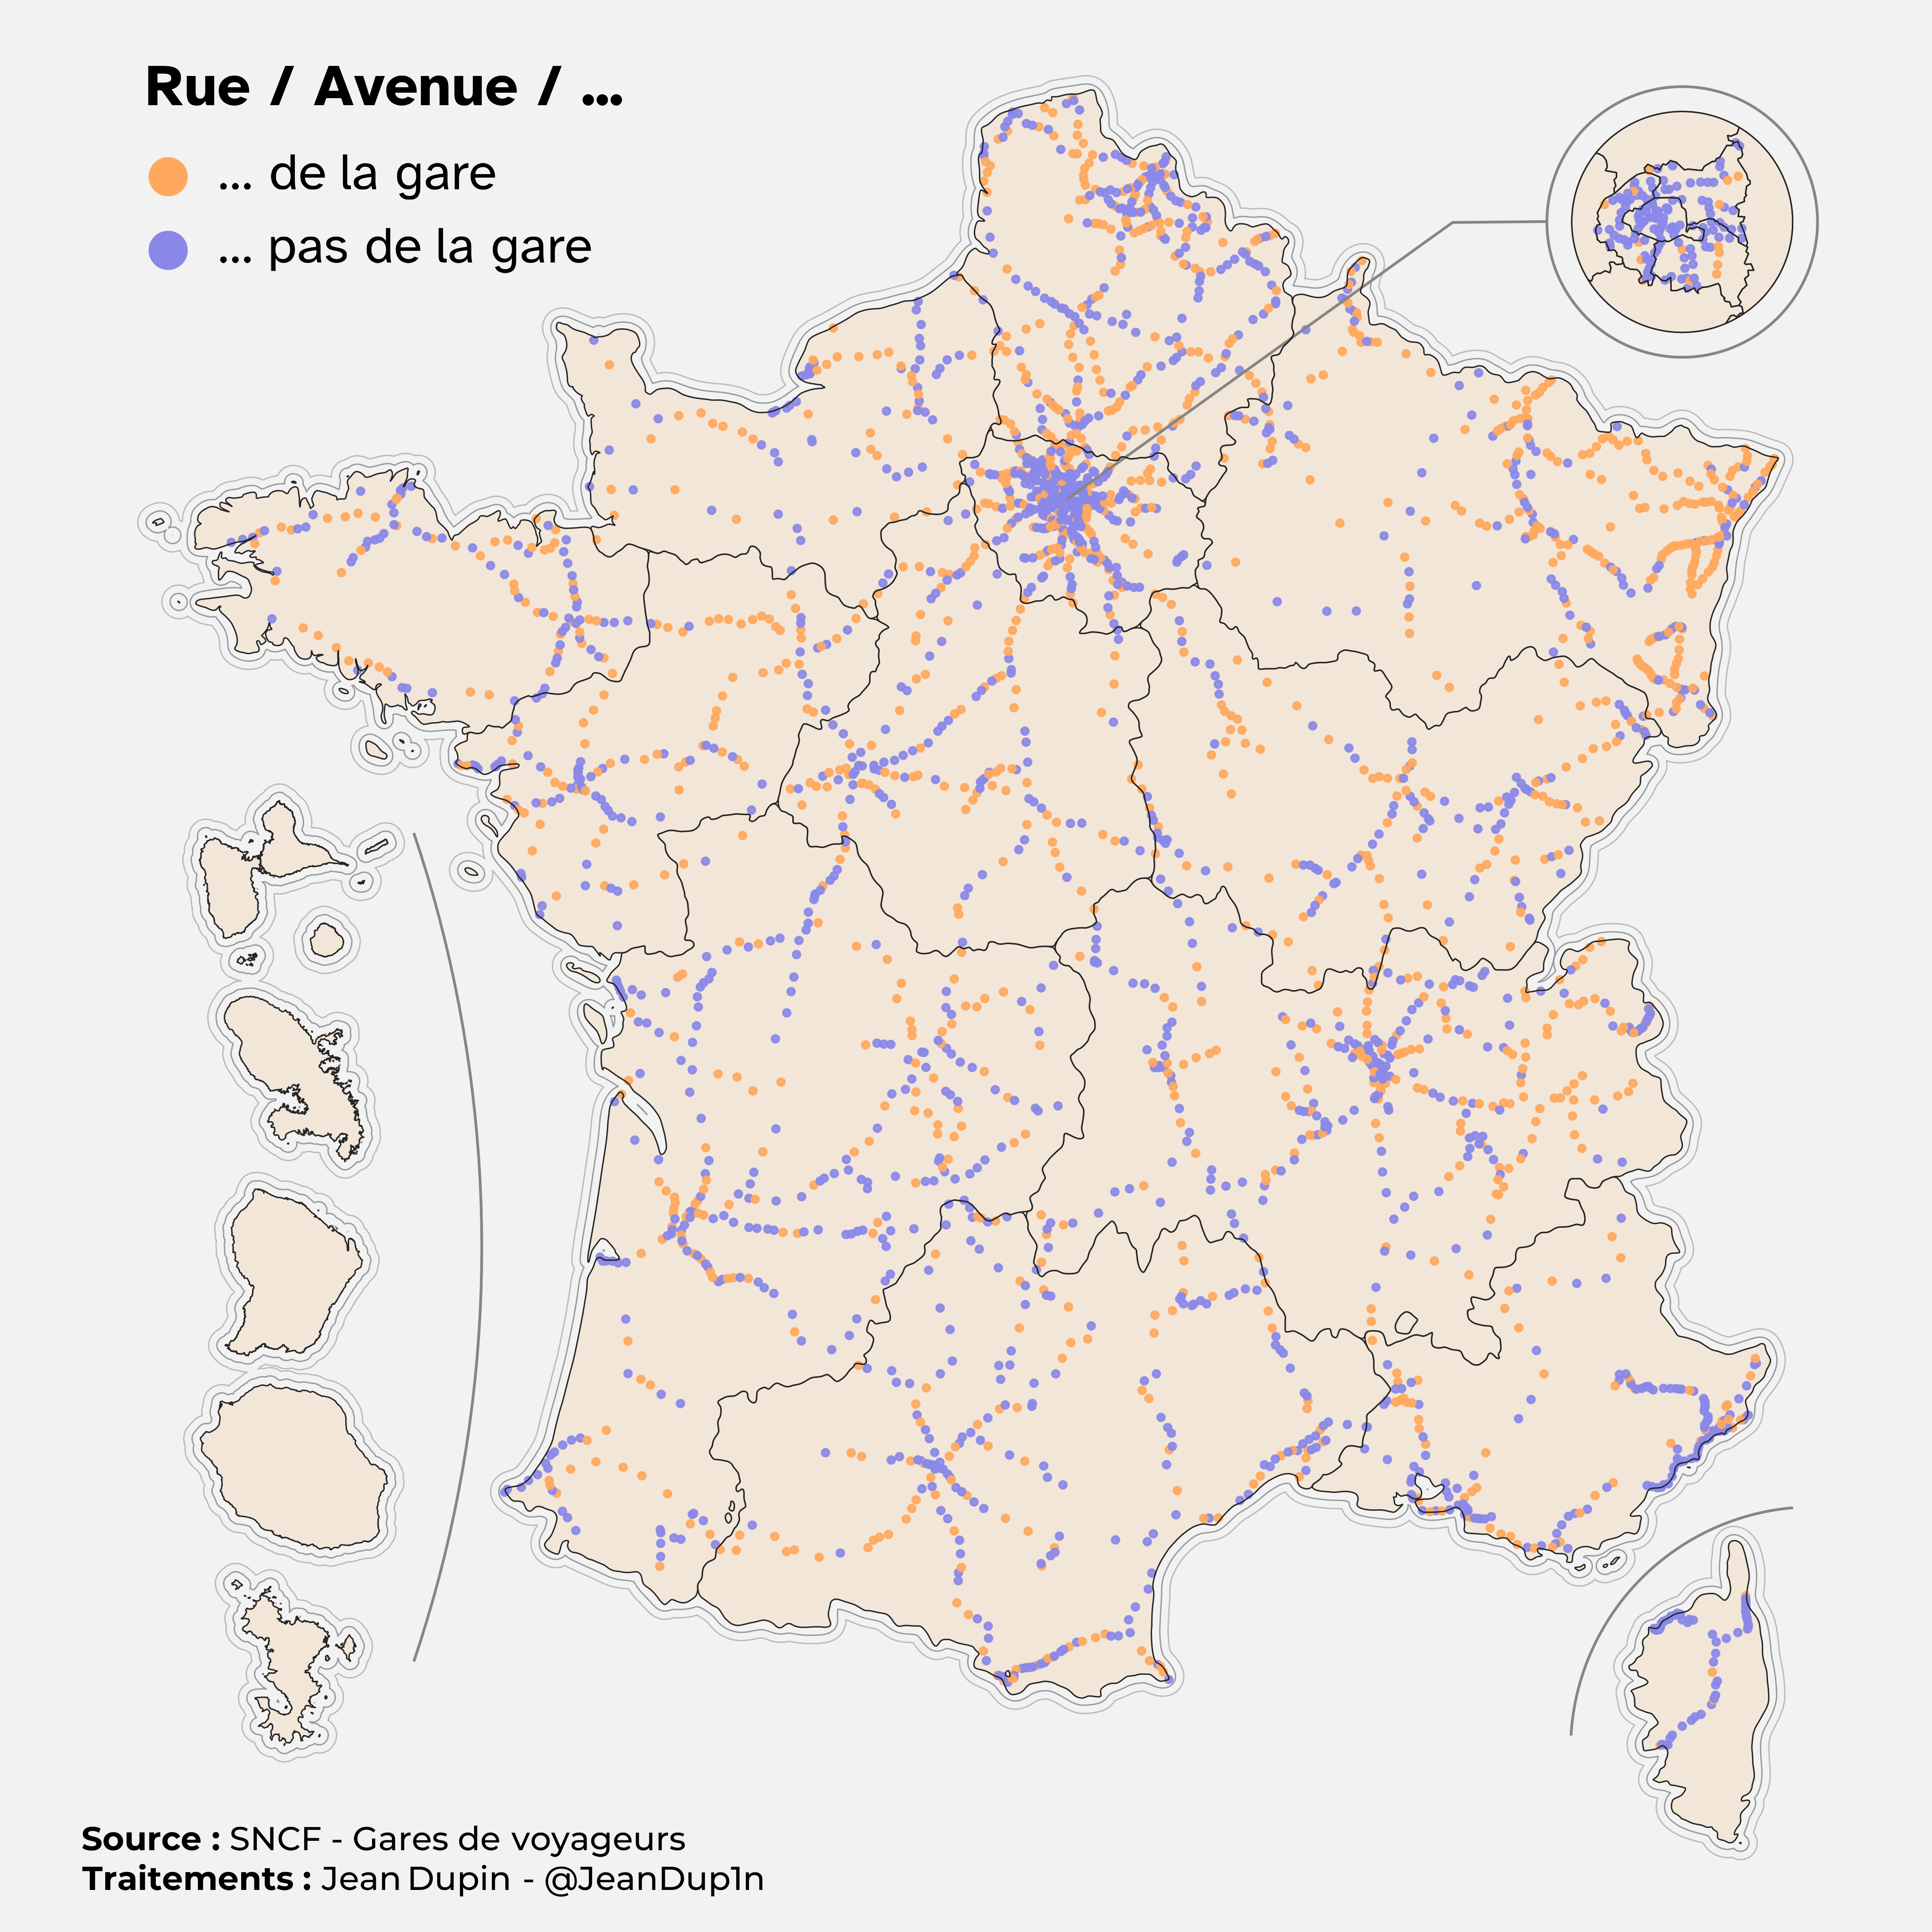 Rue / Avenue / ...
... de la gare
... pas de la gare
Source : SNCF - Gares de voyageurs
Traitements : Jean Dupin - @JeanDup1n